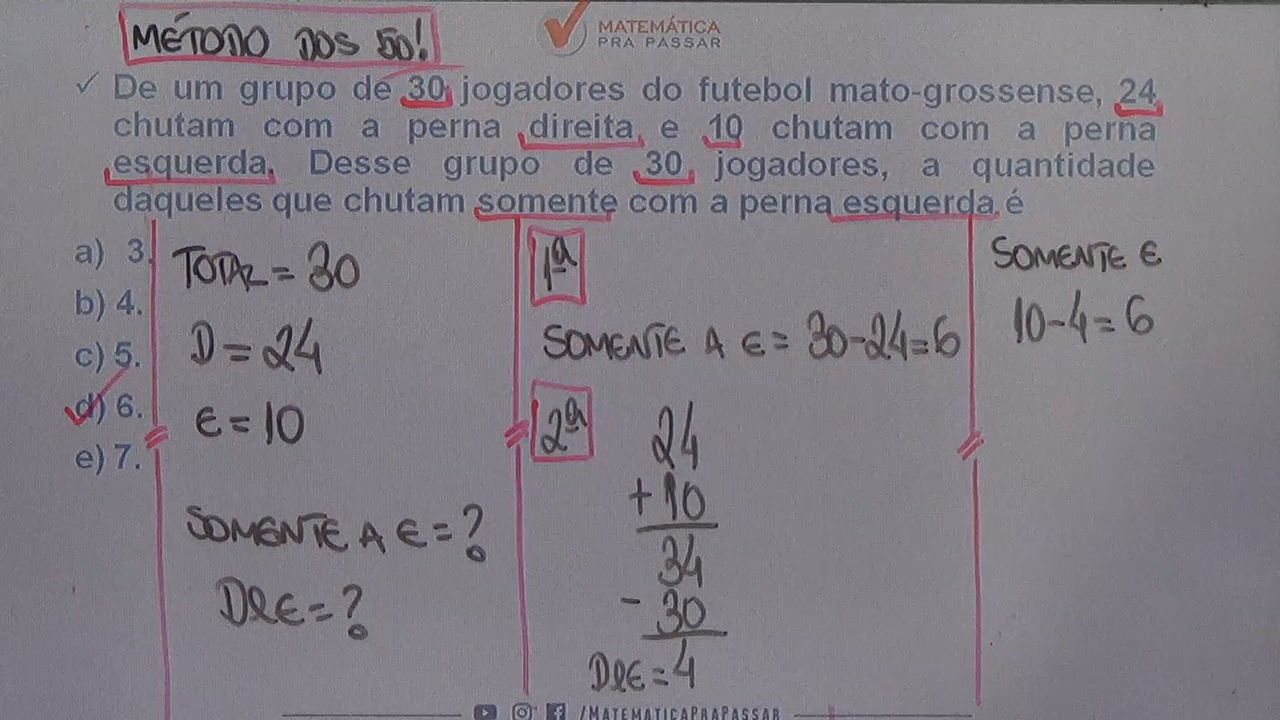 MÉTODO DOS 50!
MATEMÁTICA
PRA PASSAR
✓ De um grupo de 30 jogadores do futebol mato-grossense, 24
chutam com a perna direita e 10 chutam com a perna
esquerda. Desse grupo de 30 jogadores, a quantidade
daqueles que chutam somente com a perna esquerda é
a) 3.
b) 4.
c) 5.
d) 6.
e) 7.
TOTAL = 30
D = 24
E = 10
SOMENTE A E = ?
DeE = ?
1ª
SOMENTE A E = 30-24=6
2ª
24
+10
34
- 30
DeE = 4
SOMENTE E
10-4=6
/MATEMATICAPRAPASSAR